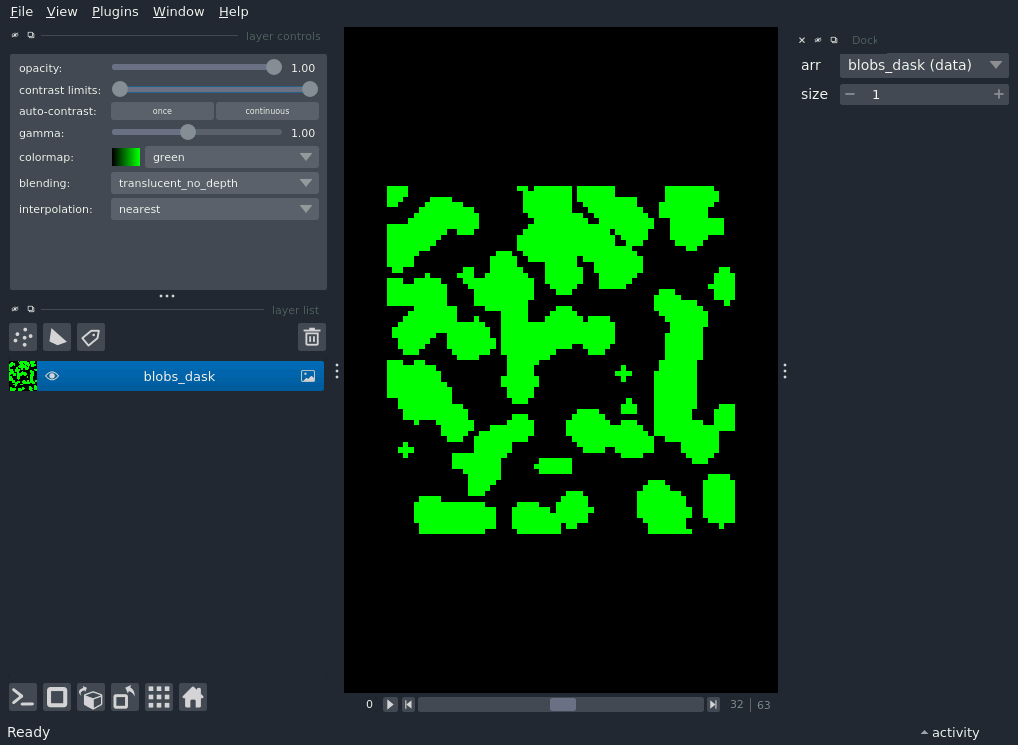 File View Plugins Window Help
layer controls
opacity: 1.00
contrast limits:
auto-contrast: once continuous
gamma: 1.00
colormap: green
blending: translucent_no_depth
interpolation: nearest
layer list
blobs_dask
0 32 63
Ready
activity
Dock
arr blobs_dask (data)
size 1